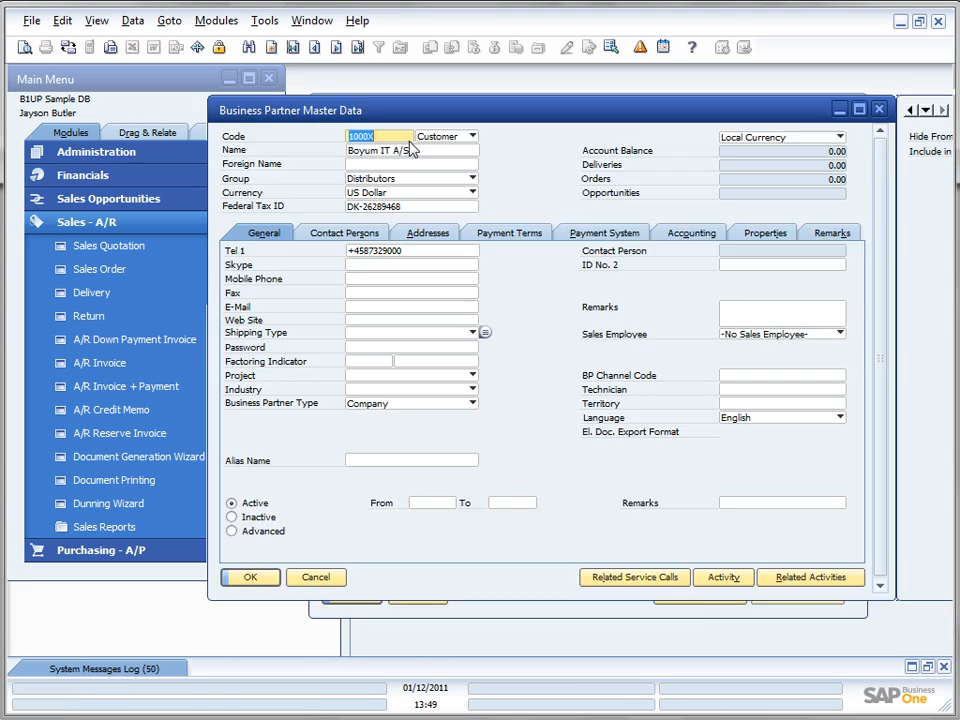 File Edit View Data Goto Modules Tools Window Help
Main Menu
B1UP Sample DB
Jayson Butler
Modules Drag & Relate
Administration
Financials
Sales Opportunities
Sales - A/R
Sales Quotation
Sales Order
Delivery
Return
A/R Down Payment Invoice
A/R Invoice
A/R Invoice + Payment
A/R Credit Memo
A/R Reserve Invoice
Document Generation Wizard
Document Printing
Dunning Wizard
Sales Reports
Purchasing - A/P
Business Partner Master Data
Code 1000X Customer Local Currency
Name Boyum IT A/S Account Balance 0.00
Foreign Name Deliveries 0.00
Group Distributors Orders 0.00
Currency US Dollar Opportunities
Federal Tax ID DK-26289468
General Contact Persons Addresses Payment Terms Payment System Accounting Properties Remarks
Tel 1 +4587329000 Contact Person
Skype ID No. 2
Mobile Phone
Fax
E-Mail Remarks
Web Site
Shipping Type Sales Employee -No Sales Employee-
Password
Factoring Indicator
Project BP Channel Code
Industry Technician
Business Partner Type Company Territory
Language English
El. Doc. Export Format
Alias Name
Active From To Remarks
Inactive
Advanced
OK Cancel Related Service Calls Activity Related Activities
Hide From
Include in
System Messages Log (50)
01/12/2011
13:49
SAP Business One